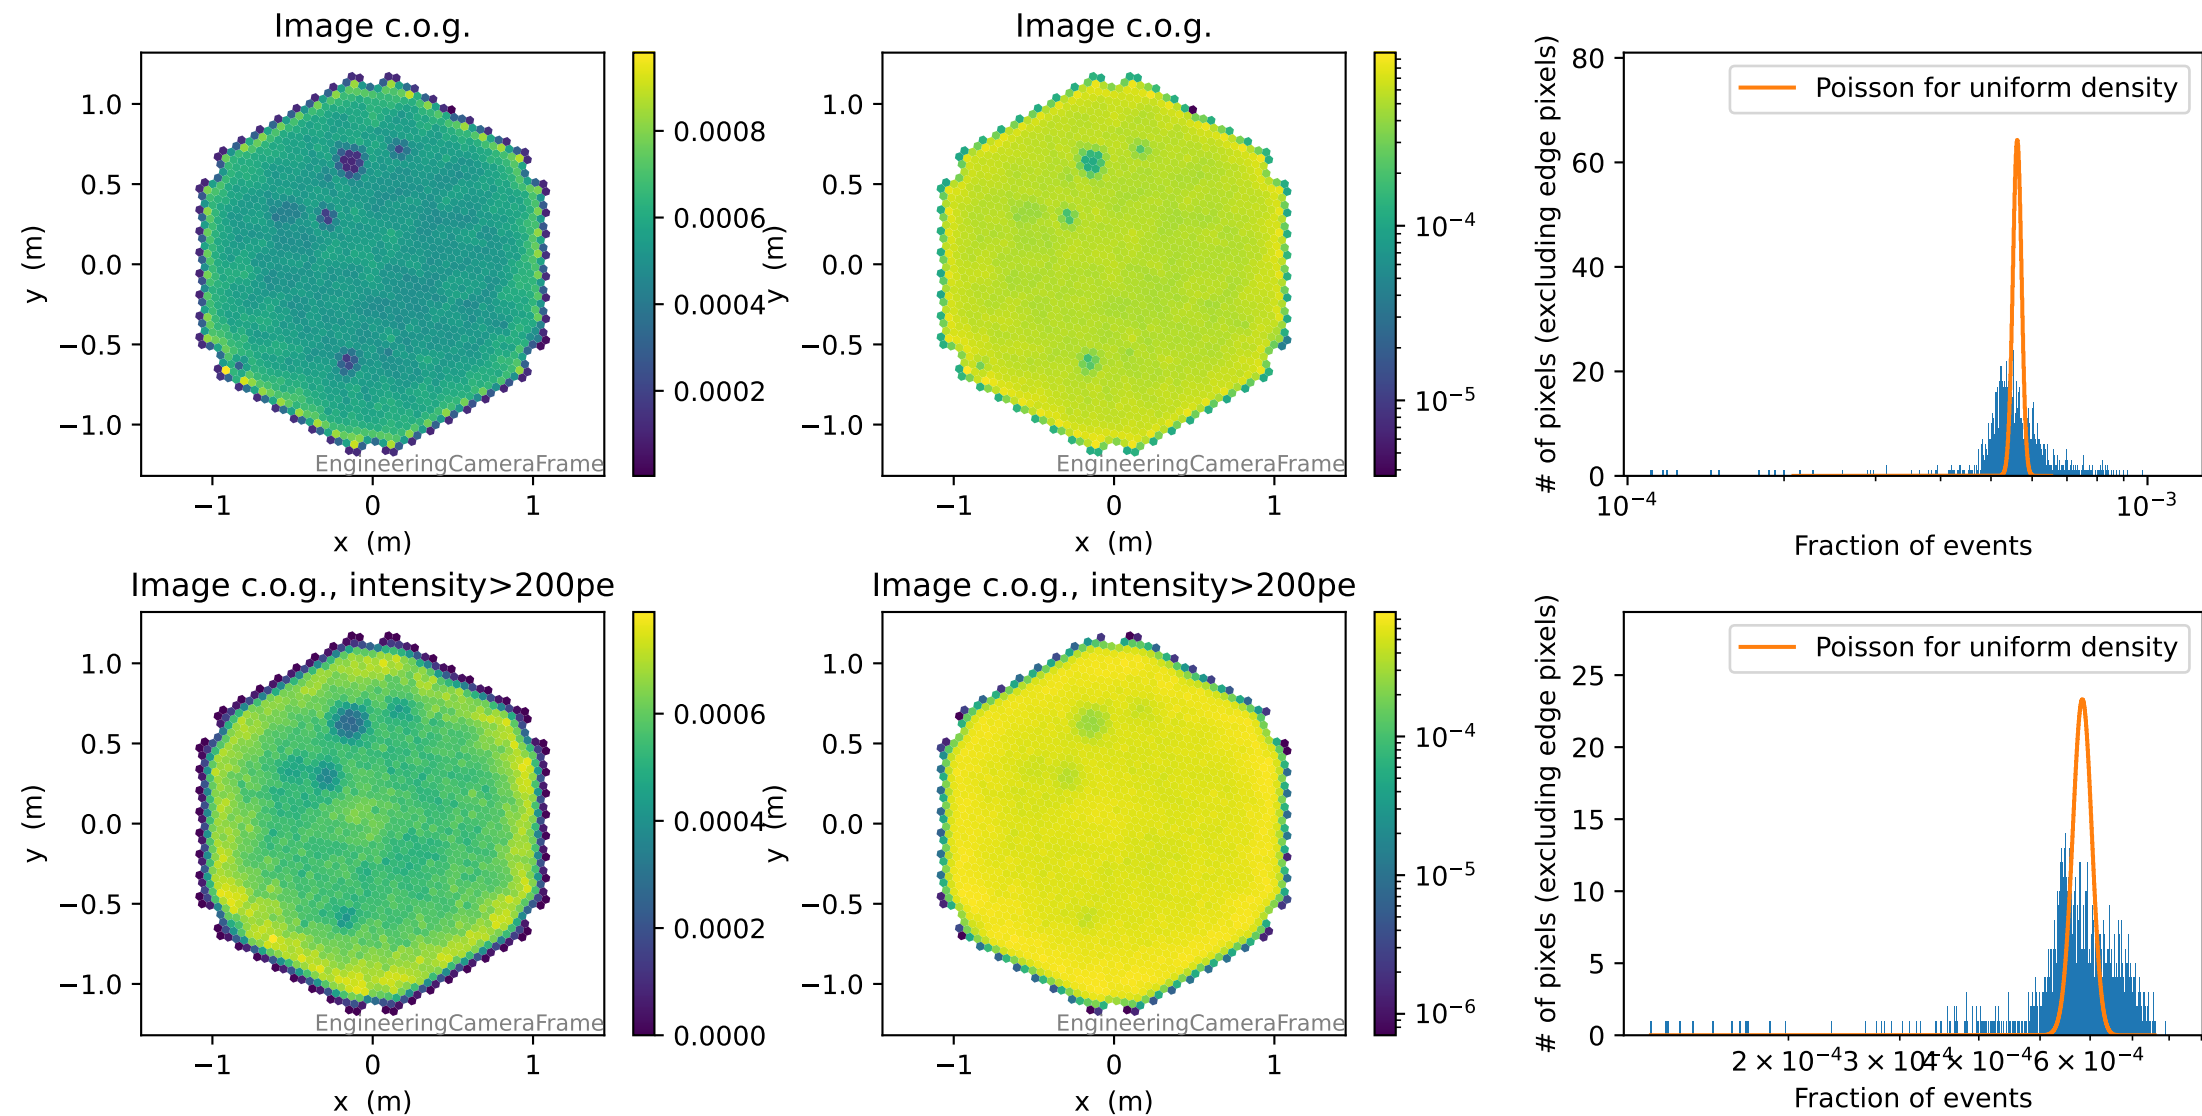 Image c.o.g.
1.0
0.5
0.0
−0.5
−1.0
y (m)
−1
0
1
x (m)
EngineeringCameraFrame
0.0008
0.0006
0.0004
0.0002
Image c.o.g.
1.0
0.5
0.0
−0.5
−1.0
y (m)
−1
0
1
x (m)
EngineeringCameraFrame
10⁻⁴
10⁻⁵
# of pixels (excluding edge pixels)
80
60
40
20
0
Poisson for uniform density
10⁻⁴
10⁻³
Fraction of events
Image c.o.g., intensity>200pe
1.0
0.5
0.0
−0.5
−1.0
y (m)
−1
0
1
x (m)
EngineeringCameraFrame
0.0006
0.0004
0.0002
0.0000
Image c.o.g., intensity>200pe
1.0
0.5
0.0
−0.5
−1.0
y (m)
−1
0
1
x (m)
EngineeringCameraFrame
10⁻⁴
10⁻⁵
10⁻⁶
# of pixels (excluding edge pixels)
25
20
15
10
5
0
Poisson for uniform density
2 × 10⁻⁴
3 × 10⁻⁴
4 × 10⁻⁴
6 × 10⁻⁴
Fraction of events